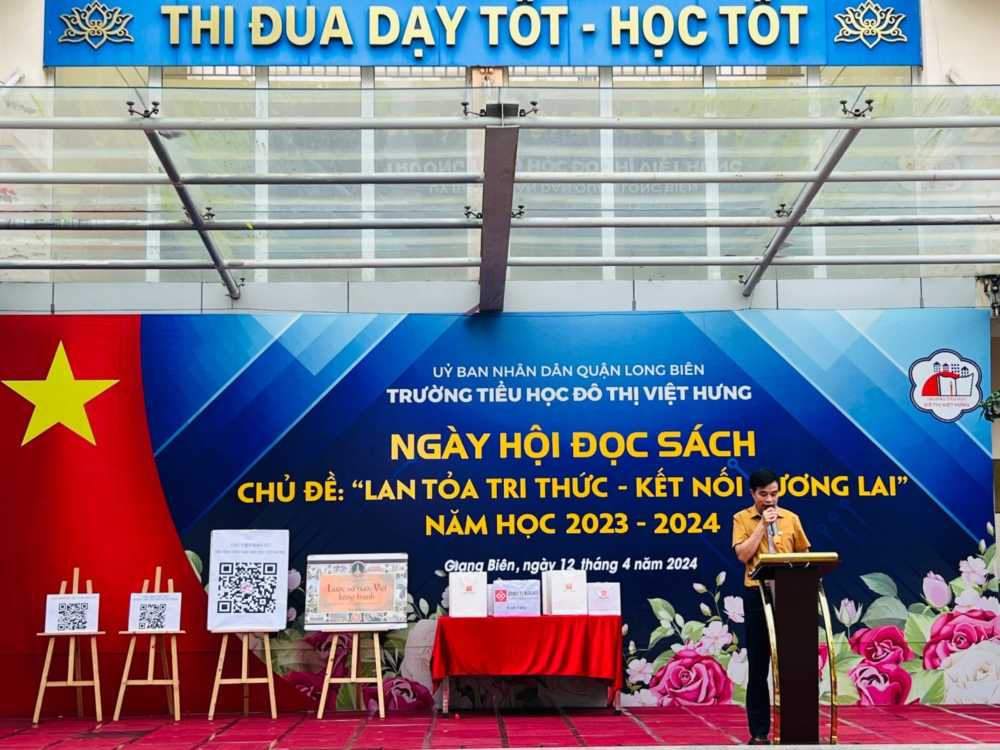 THI ĐUA DẠY TỐT - HỌC TỐT
UỶ BAN NHÂN DÂN QUẬN LONG BIÊN
TRƯỜNG TIỂU HỌC ĐÔ THỊ VIỆT HƯNG
NGÀY HỘI ĐỌC SÁCH
CHỦ ĐỀ: “LAN TỎA TRI THỨC - KẾT NỐI ƯƠNG LAI”
NĂM HỌC 2023 - 2024
Giang Biên, ngày 12 tháng 4 năm 2024
TRƯỜNG TIỂU HỌC
ĐÔ THỊ VIỆT HƯNG
THƯ VIỆN ĐIỆN TỬ
TRƯỜNG TIỂU HỌC ĐÔ THỊ VIỆT HƯNG
Lược sử nước Việt
bằng tranh
ĐINH TỊ BOOKS
Kính Tặng